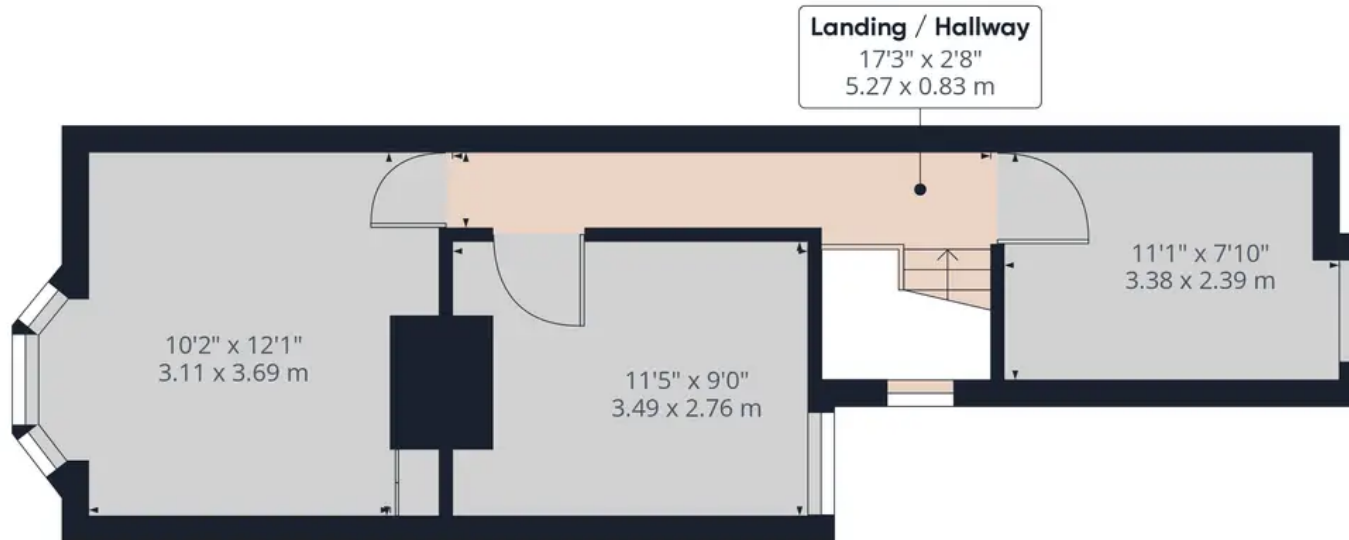 Landing / Hallway
17'3" x 2'8"
5.27 x 0.83 m
11'1" x 7'10"
3.38 x 2.39 m
10'2" x 12'1"
3.11 x 3.69 m
11'5" x 9'0"
3.49 x 2.76 m